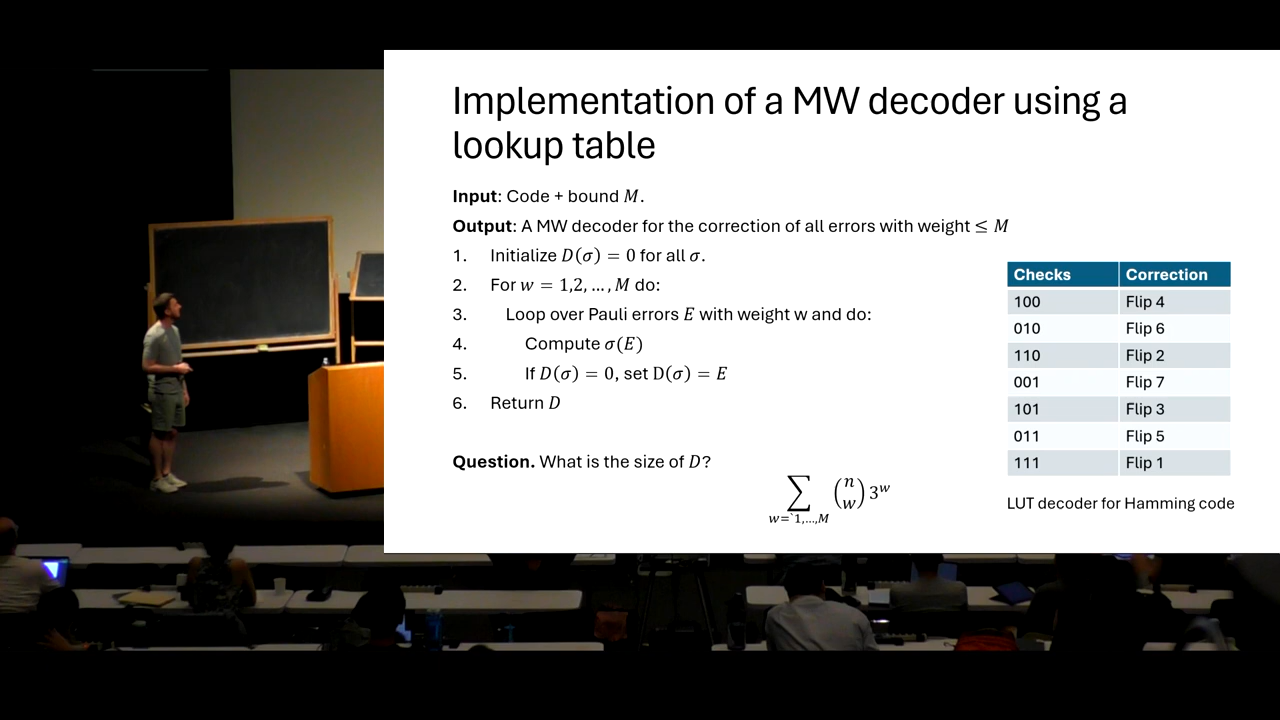 Implementation of a MW decoder using a
lookup table
Input: Code + bound M.
Output: A MW decoder for the correction of all errors with weight ≤ M
1. Initialize D(σ) = 0 for all σ.
2. For w = 1,2, … , M do:
3. Loop over Pauli errors E with weight w and do:
4. Compute σ(E)
5. If D(σ) = 0, set D(σ) = E
6. Return D
Question. What is the size of D?
∑ w=`1,…,M (n w) 3^w
Checks Correction
100 Flip 4
010 Flip 6
110 Flip 2
001 Flip 7
101 Flip 3
011 Flip 5
111 Flip 1
LUT decoder for Hamming code